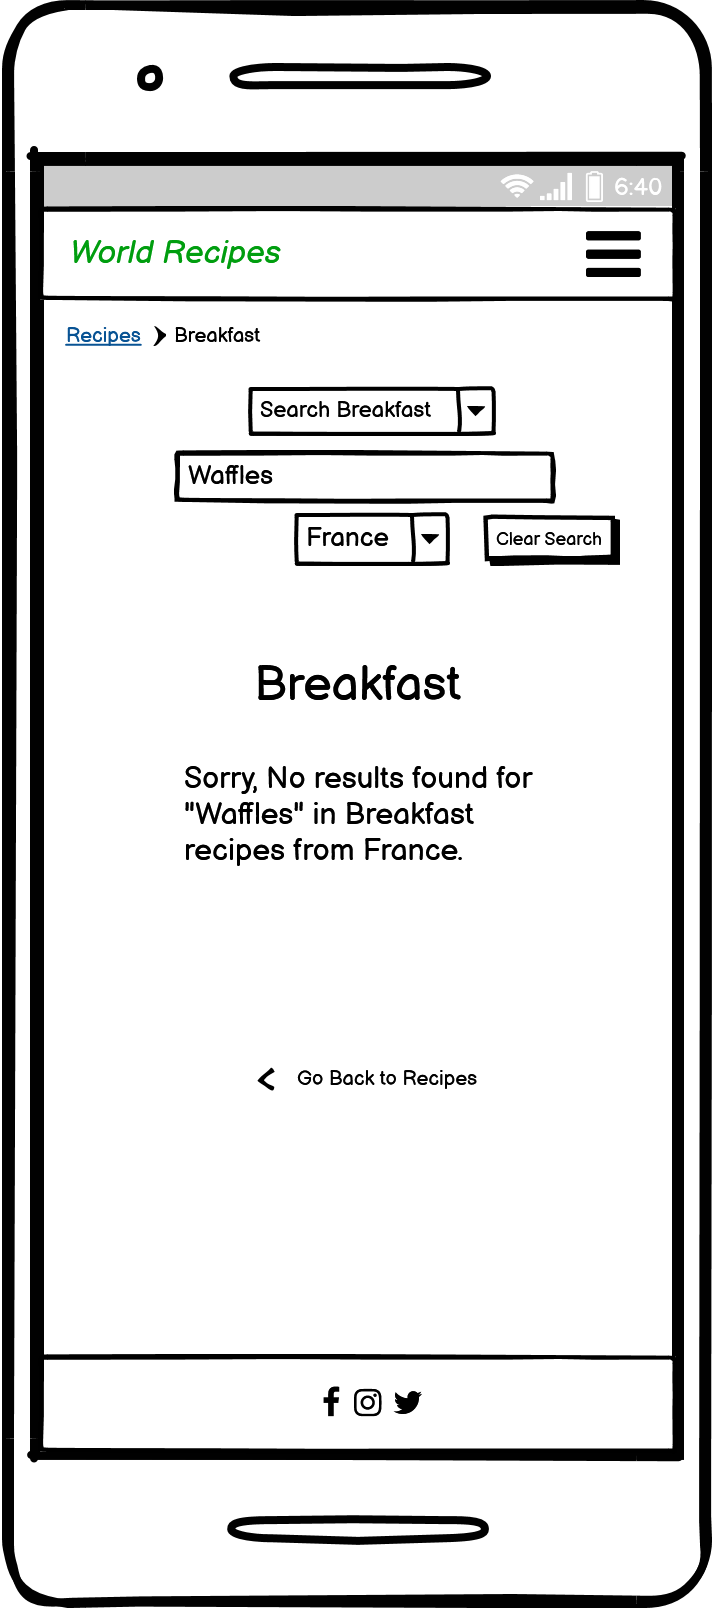 6:40
World Recipes
Recipes Breakfast
Search Breakfast
Waffles
France Clear Search
Breakfast
Sorry, No results found for
"Waffles" in Breakfast
recipes from France.
Go Back to Recipes